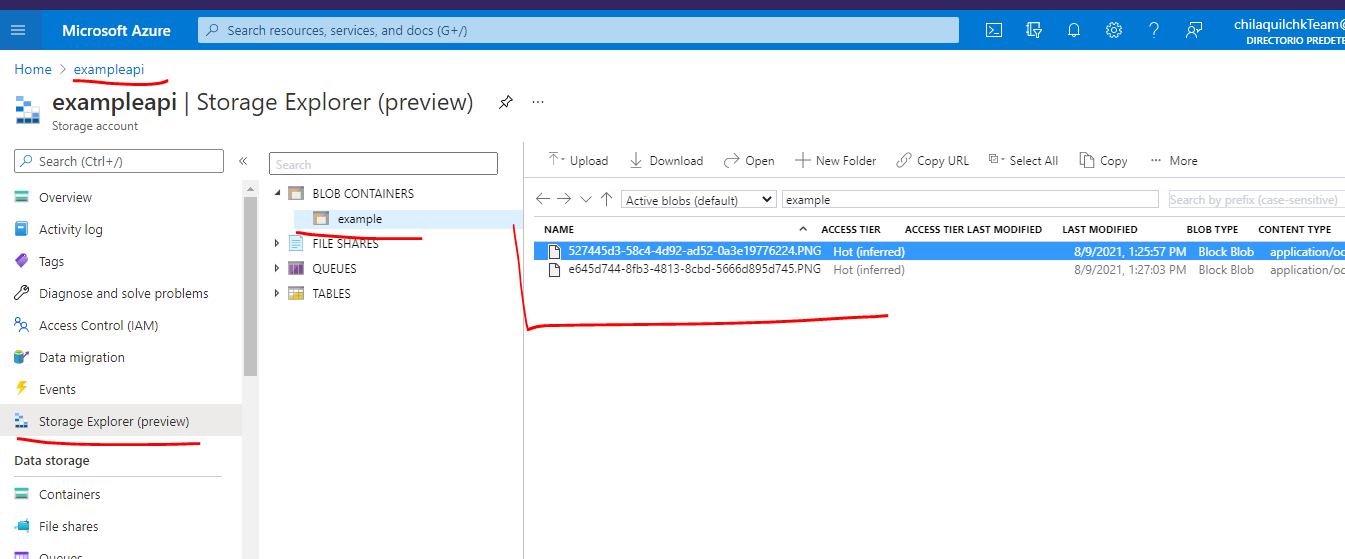 Microsoft Azure
Search resources, services, and docs (G+/)
chilaquilchkTeam@
DIRECTORIO PREDETE
Home > exampleapi
exampleapi | Storage Explorer (preview)
Storage account
Search (Ctrl+/)
Overview
Activity log
Tags
Diagnose and solve problems
Access Control (IAM)
Data migration
Events
Storage Explorer (preview)
Data storage
Containers
File shares
Queues
Search
BLOB CONTAINERS
example
FILE SHARES
QUEUES
TABLES
Upload Download Open New Folder Copy URL Select All Copy More
Active blobs (default) example Search by prefix (case-sensitive)
NAME ACCESS TIER ACCESS TIER LAST MODIFIED LAST MODIFIED BLOB TYPE CONTENT TYPE
527445d3-58c4-4d92-ad52-0a3e19776224.PNG Hot (inferred) 8/9/2021, 1:25:57 PM Block Blob application/oc
e645d744-8fb3-4813-8cbd-5666d895d745.PNG Hot (inferred) 8/9/2021, 1:27:03 PM Block Blob application/oc